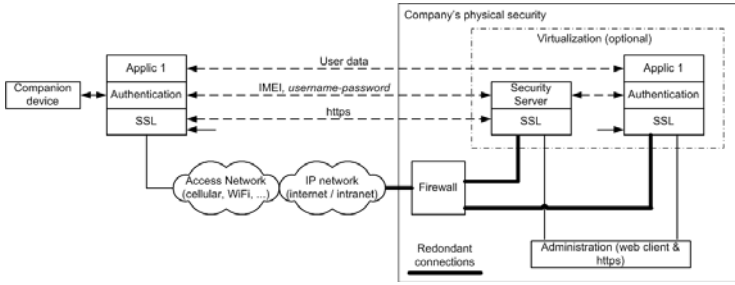 Company's physical security
Virtualization (optional)
Applic 1
User data
Applic 1
Companion
device
Authentication
IMEI, username-password
Security
Server
Authentication
SSL
https
SSL
SSL
Access Network
(cellular, WiFi, ...)
IP network
(internet / intranet)
Firewall
Redondant
connections
Administration (web client &
https)